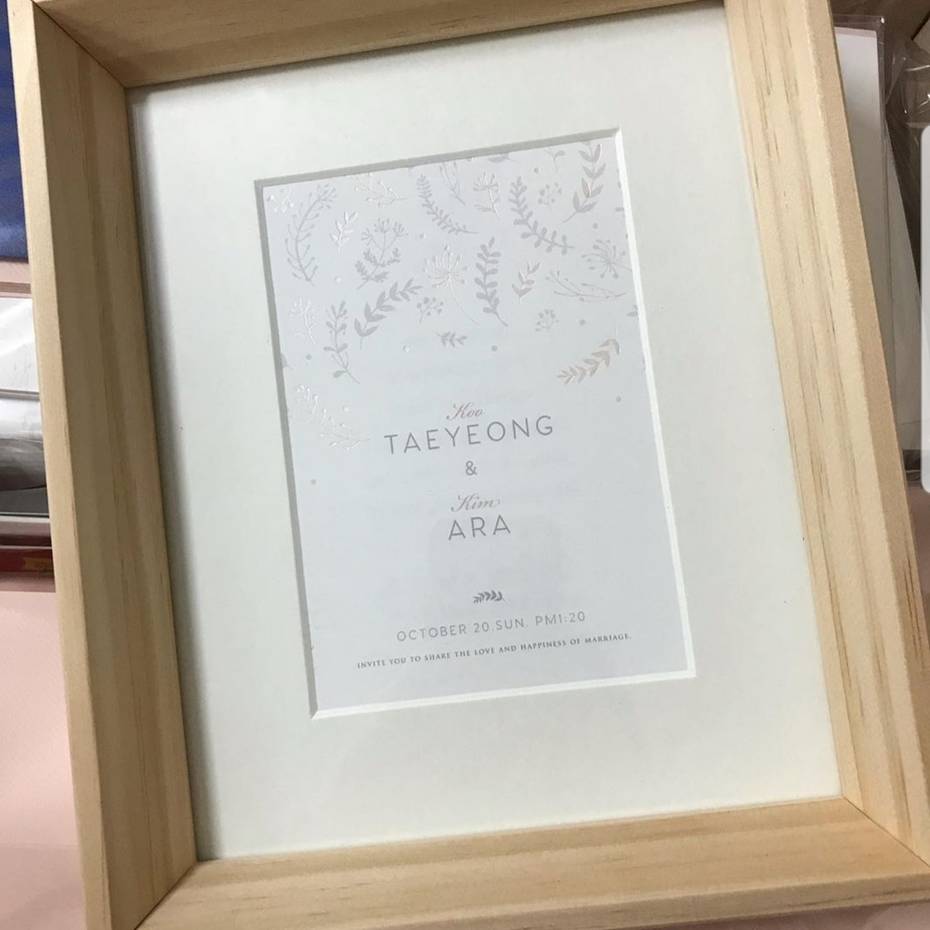 Koo
TAEYEONG
&
Kim
ARA
OCTOBER 20.SUN. PM1:20
INVITE YOU TO SHARE THE LOVE AND HAPPINESS OF MARRIAGE.